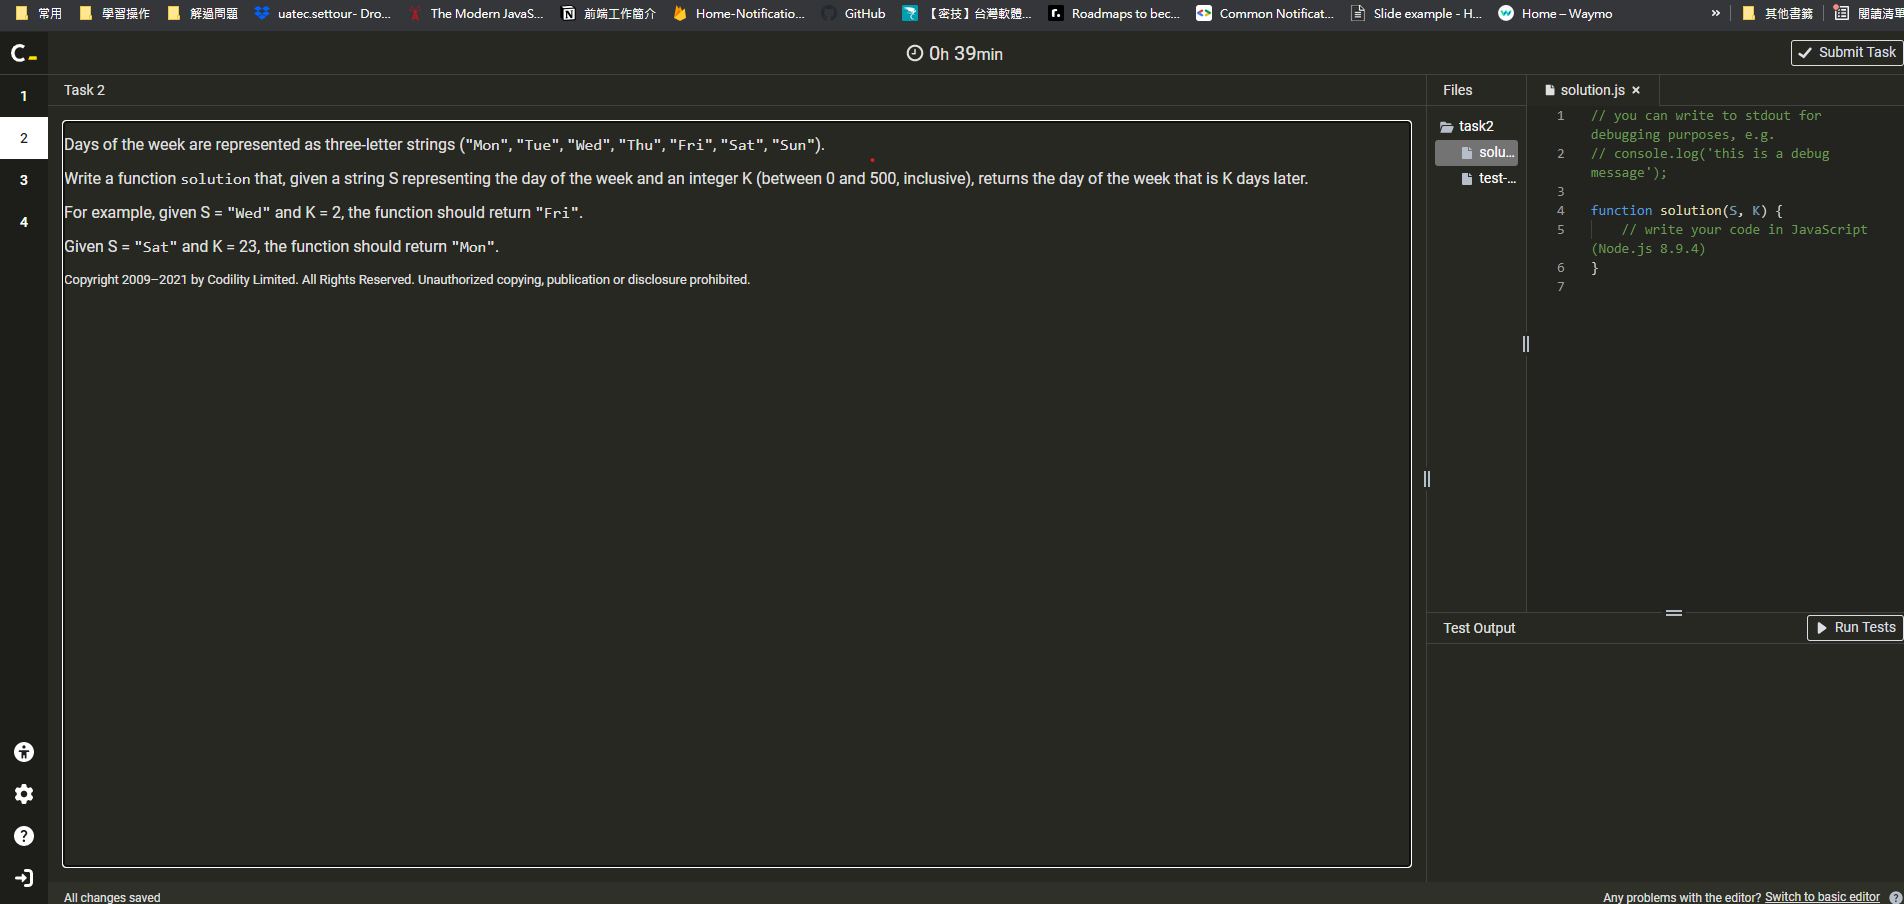 常用 學習操作 解過問題 uatec.settour- Dro... The Modern JavaS... 前端工作簡介 Home-Notificatio... GitHub 【密技】台灣軟體... Roadmaps to bec... Common Notificat... Slide example - H... Home – Waymo » 其他書籤 閱讀清單
C_ 0h 39min Submit Task
1
2
3
4
Task 2
Days of the week are represented as three-letter strings ("Mon", "Tue", "Wed", "Thu", "Fri", "Sat", "Sun").
Write a function solution that, given a string S representing the day of the week and an integer K (between 0 and 500, inclusive), returns the day of the week that is K days later.
For example, given S = "Wed" and K = 2, the function should return "Fri".
Given S = "Sat" and K = 23, the function should return "Mon".
Copyright 2009–2021 by Codility Limited. All Rights Reserved. Unauthorized copying, publication or disclosure prohibited.
Files
task2
solu...
test-...
solution.js ×
1 // you can write to stdout for
debugging purposes, e.g.
2 // console.log('this is a debug
message');
3
4 function solution(S, K) {
5 // write your code in JavaScript
(Node.js 8.9.4)
6 }
7
Test Output Run Tests
All changes saved
Any problems with the editor? Switch to basic editor ?